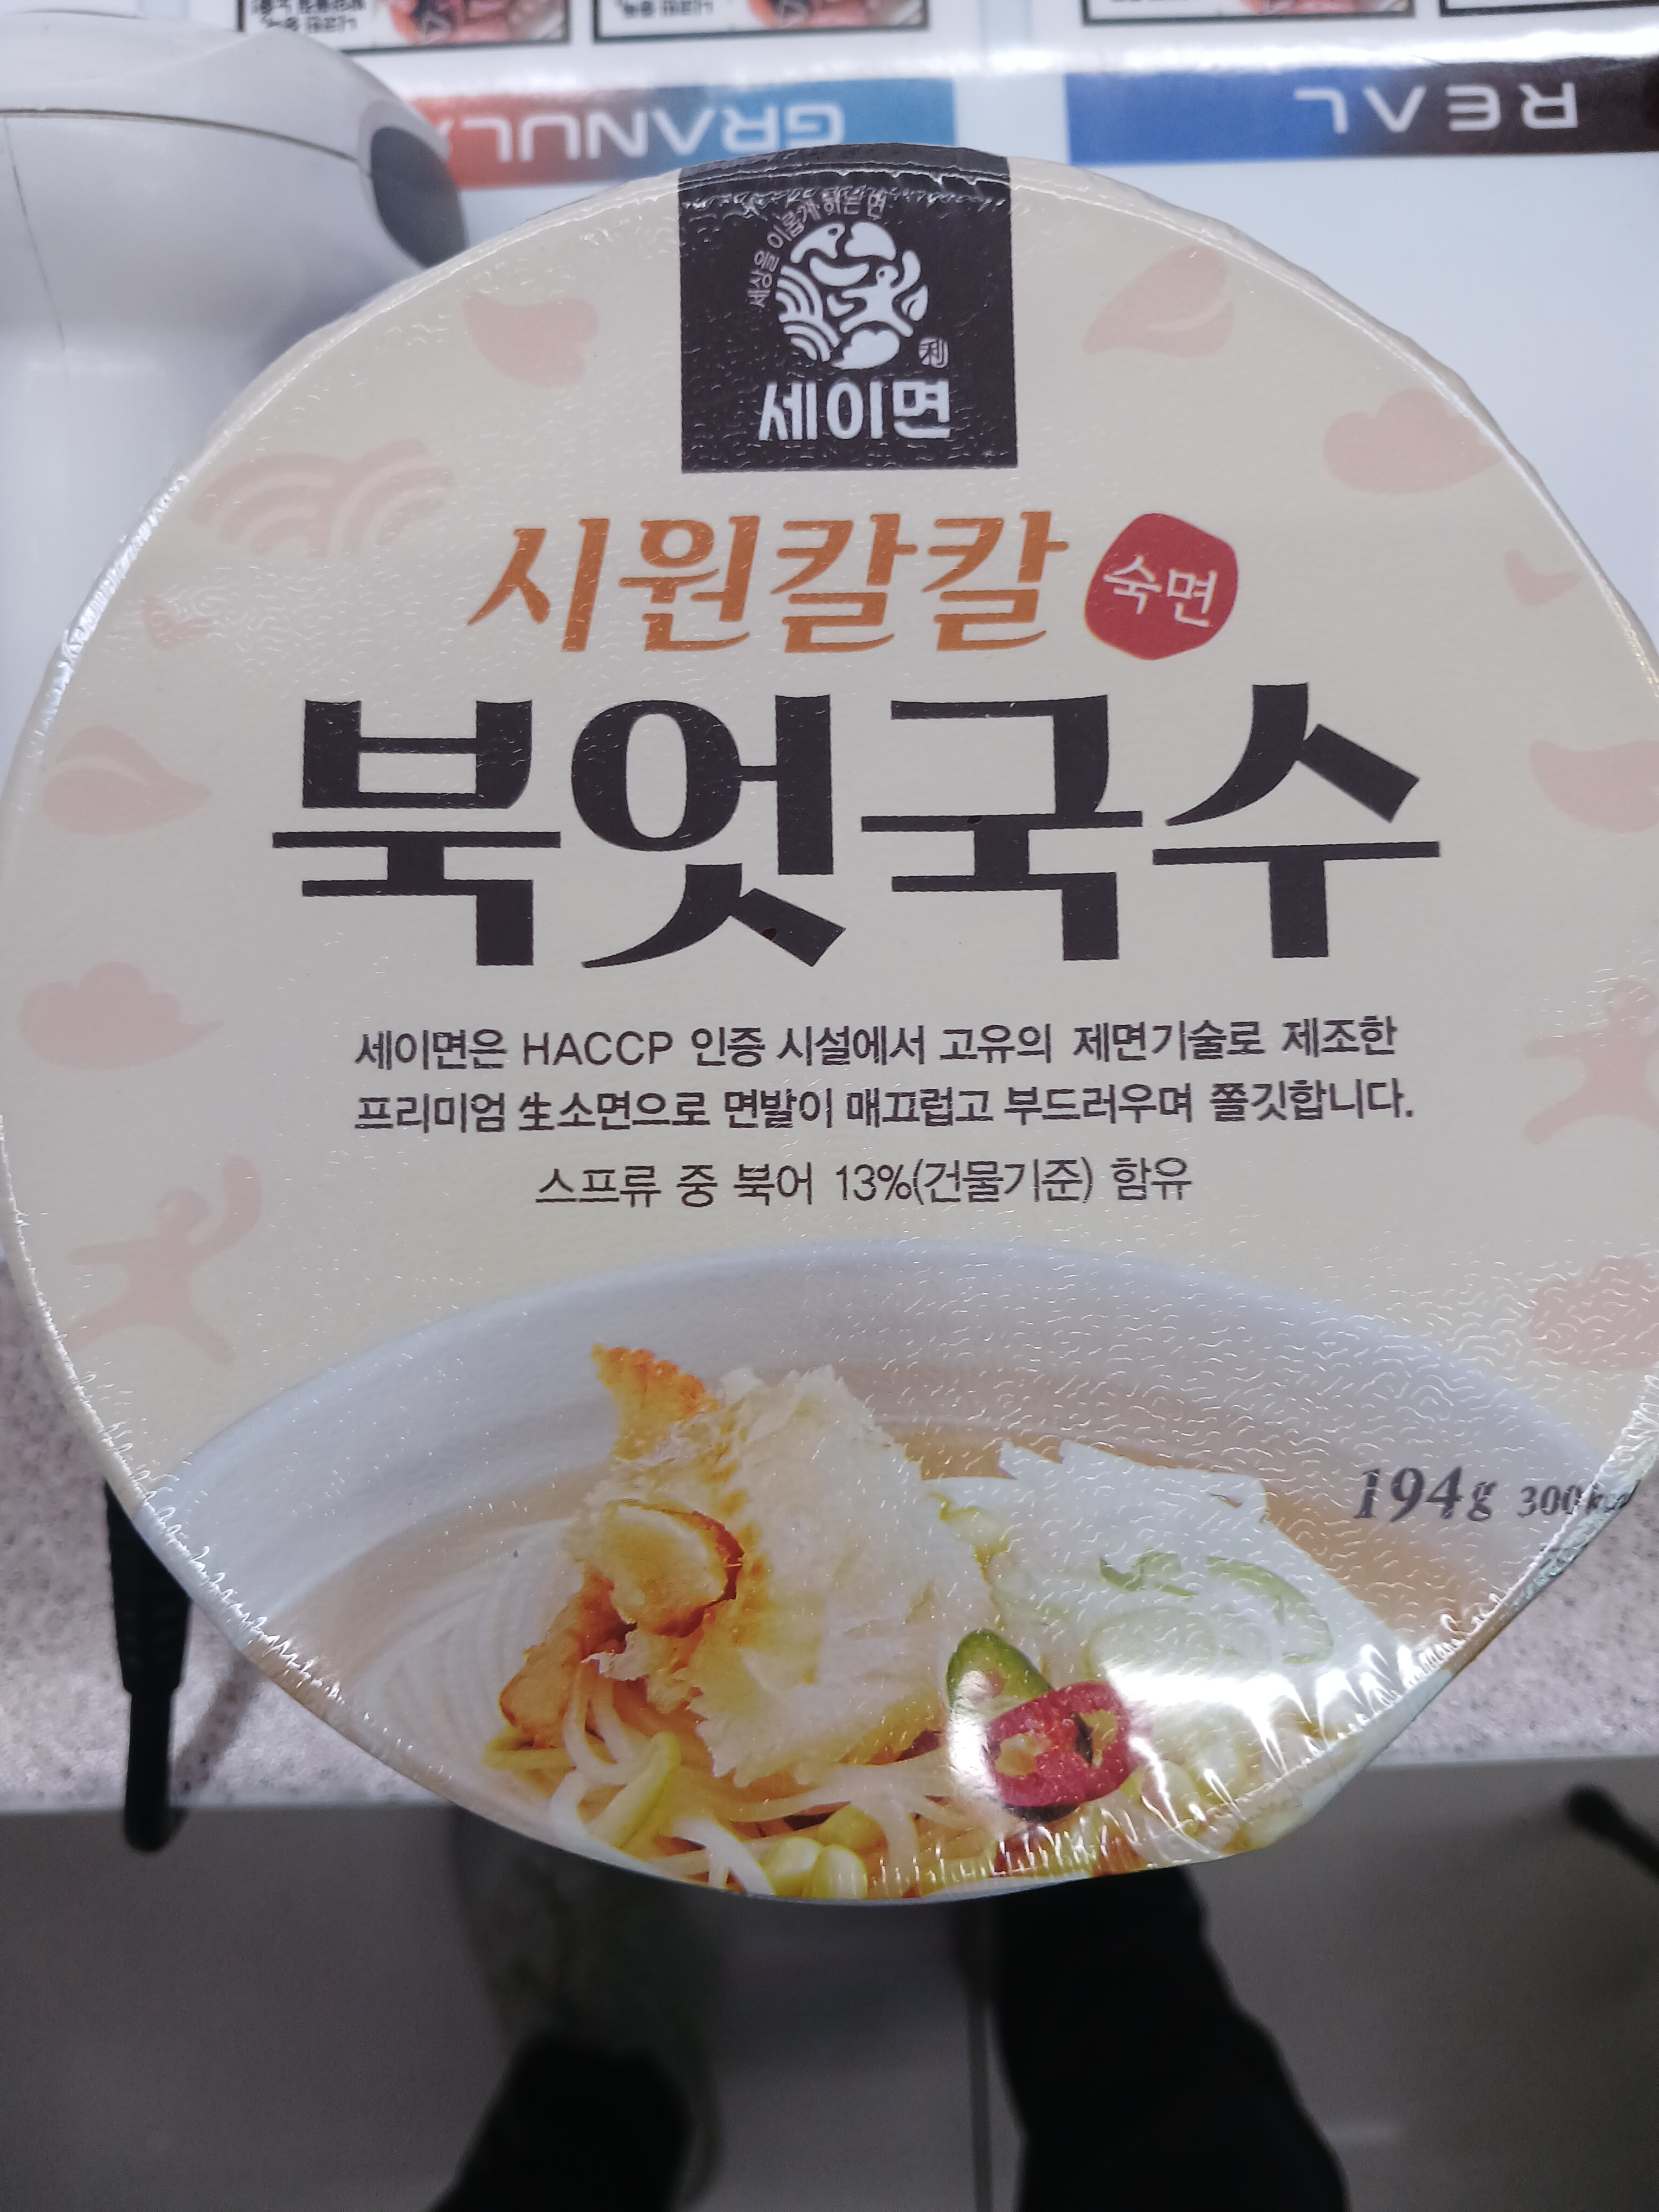 GRANUL
REAL
세상을 이롭게 하는 면
利
세이면
시원칼칼 숙면
북엇국수
세이면은 HACCP 인증 시설에서 고유의 제면기술로 제조한
프리미엄 生소면으로 면발이 매끄럽고 부드러우며 쫄깃합니다.
스프류 중 북어 13%(건물기준) 함유
194g 300kcal